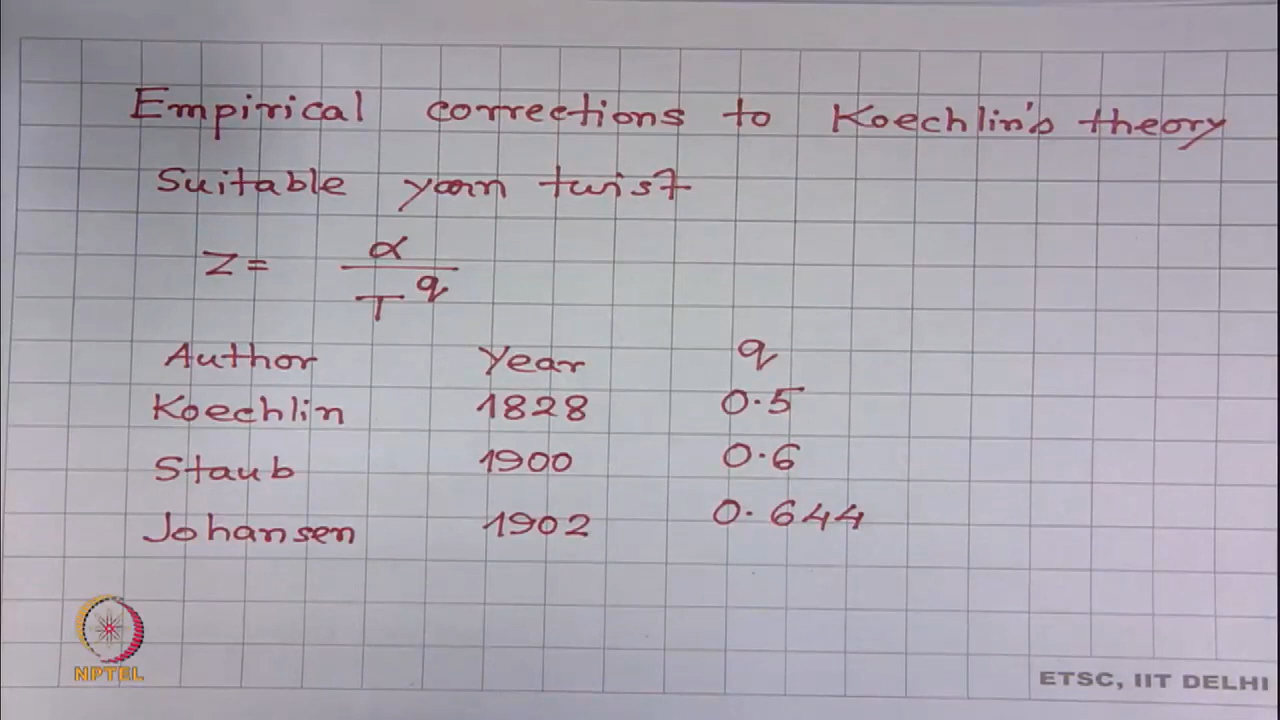 Empirical corrections to Koechlin's theory
Suitable yarn twist
Z = α / T^q
Author Year q
Koechlin 1828 0.5
Staub 1900 0.6
Johansen 1902 0.644
NPTEL
ETSC, IIT DELHI